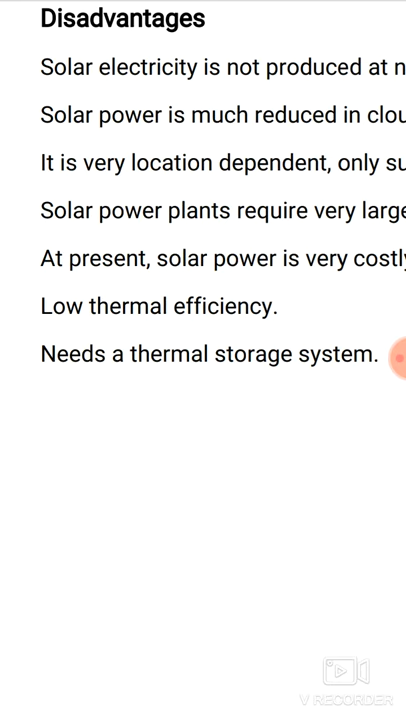 Disadvantages
Solar electricity is not produced at
Solar power is much reduced in
It is very location dependent, only
Solar power plants require very
At present, solar power is very
Low thermal efficiency.
Needs a thermal storage system.
V RECORDER